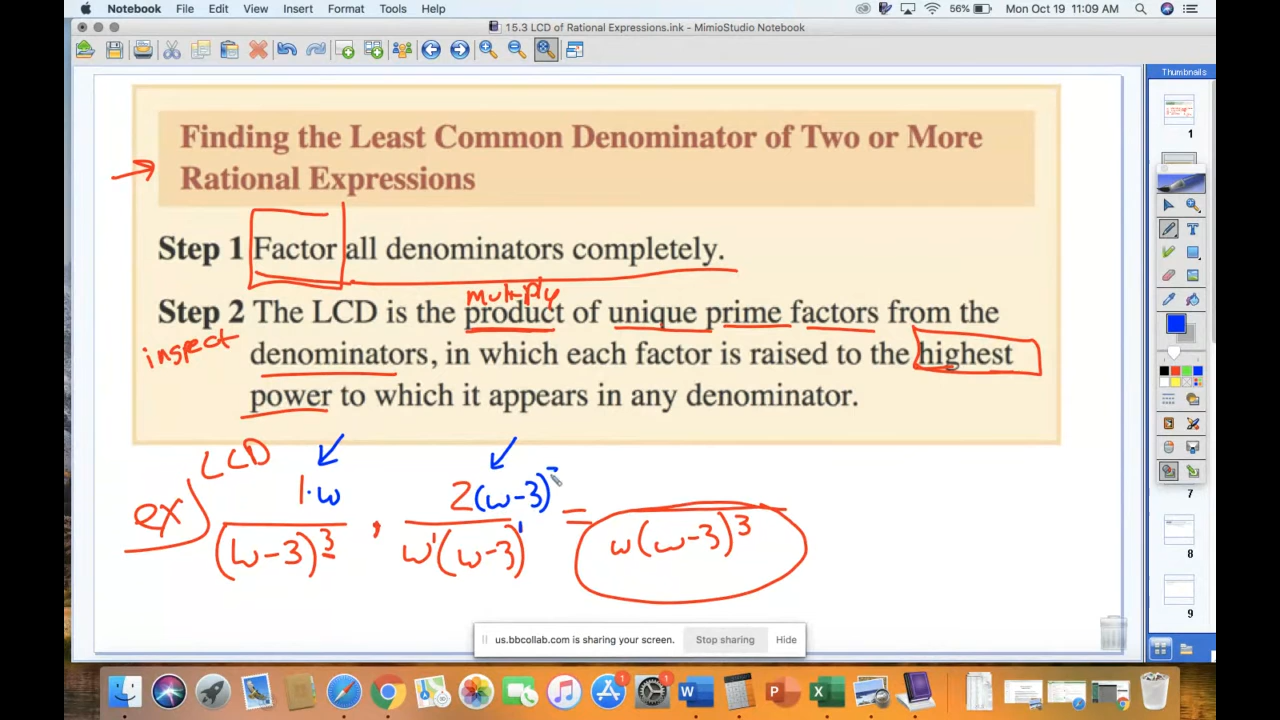 Notebook File Edit View Insert Format Tools Help 56% Mon Oct 19 11:09 AM
15.3 LCD of Rational Expressions.ink - MimioStudio Notebook
Thumbnails
Finding the Least Common Denominator of Two or More
Rational Expressions
1
Step 1 Factor all denominators completely.
multiply
Step 2 The LCD is the product of unique prime factors from the
inspect
denominators, in which each factor is raised to the highest
power to which it appears in any denominator.
LCD
ex) 1·w / (w-3)^3 , 2(w-3) / w^1(w-3)^1 = / w(w-3)^3
7
8
9
us.bbcollab.com is sharing your screen. Stop sharing Hide